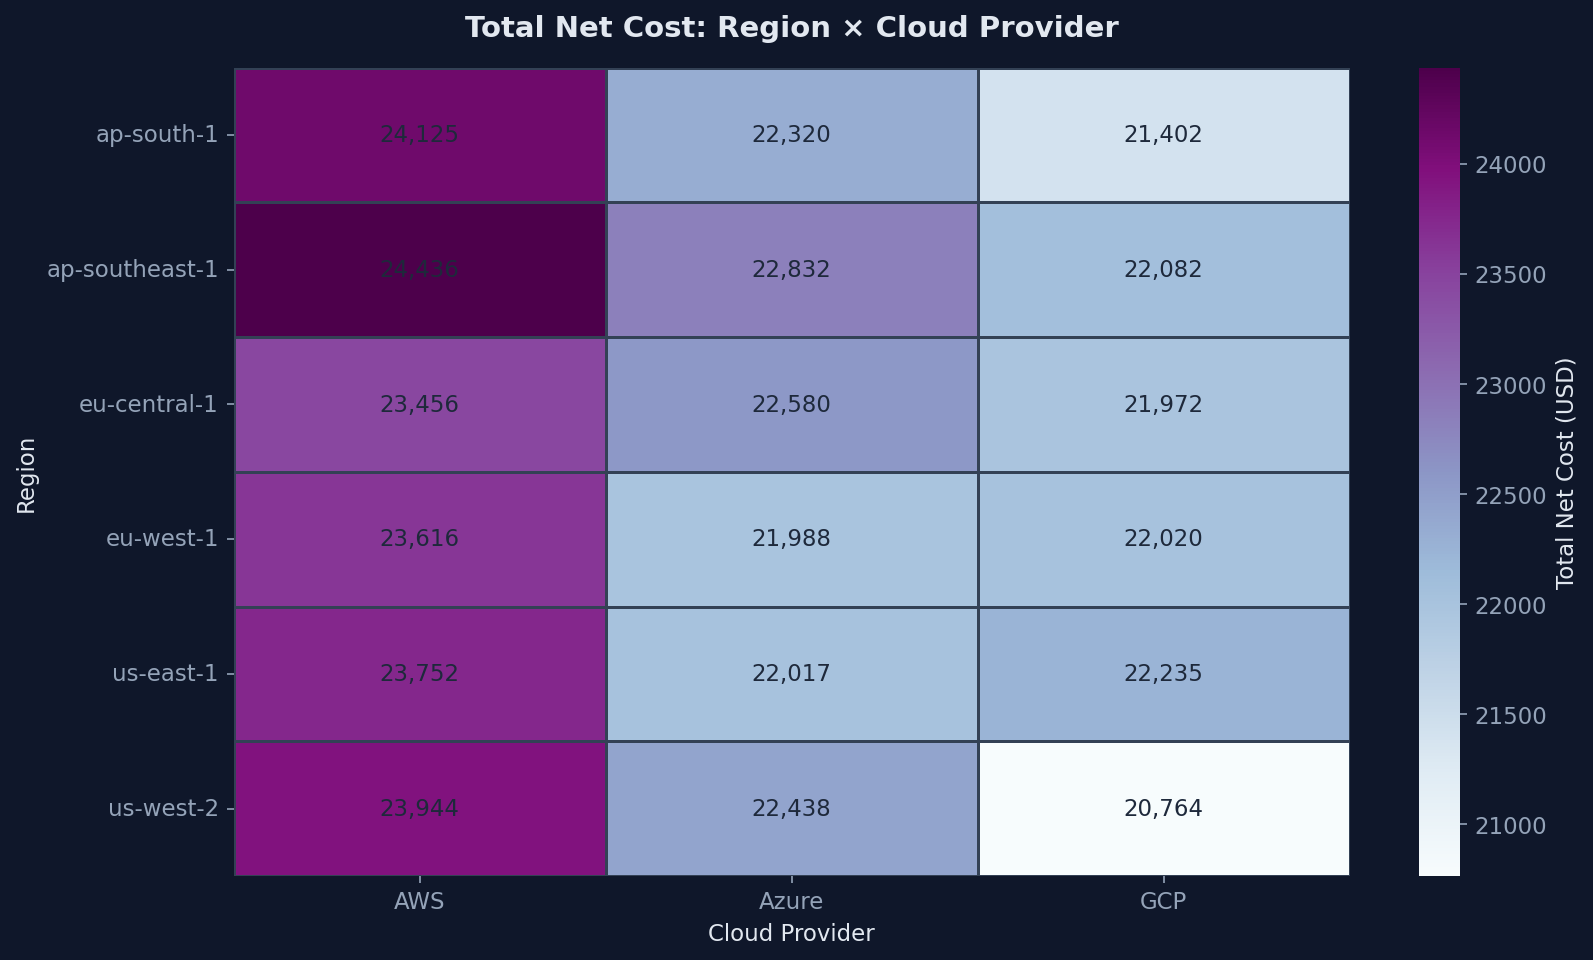 Total Net Cost: Region × Cloud Provider
ap-south-1 24,125 22,320 21,402
ap-southeast-1 24,436 22,832 22,082
eu-central-1 23,456 22,580 21,972
eu-west-1 23,616 21,988 22,020
us-east-1 23,752 22,017 22,235
us-west-2 23,944 22,438 20,764
AWS Azure GCP
Cloud Provider
Region
24000
23500
23000
22500
22000
21500
21000
Total Net Cost (USD)